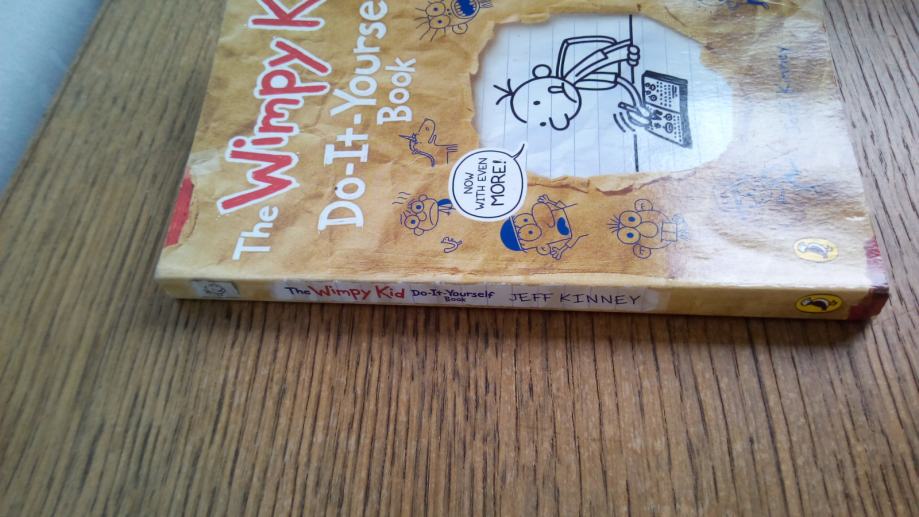 The Wimpy K
Do-It-Yourse
Book
NOW
WITH EVEN
MORE!
Kinney
The Wimpy Kid Do-It-Yourself
Book
JEFF KINNEY